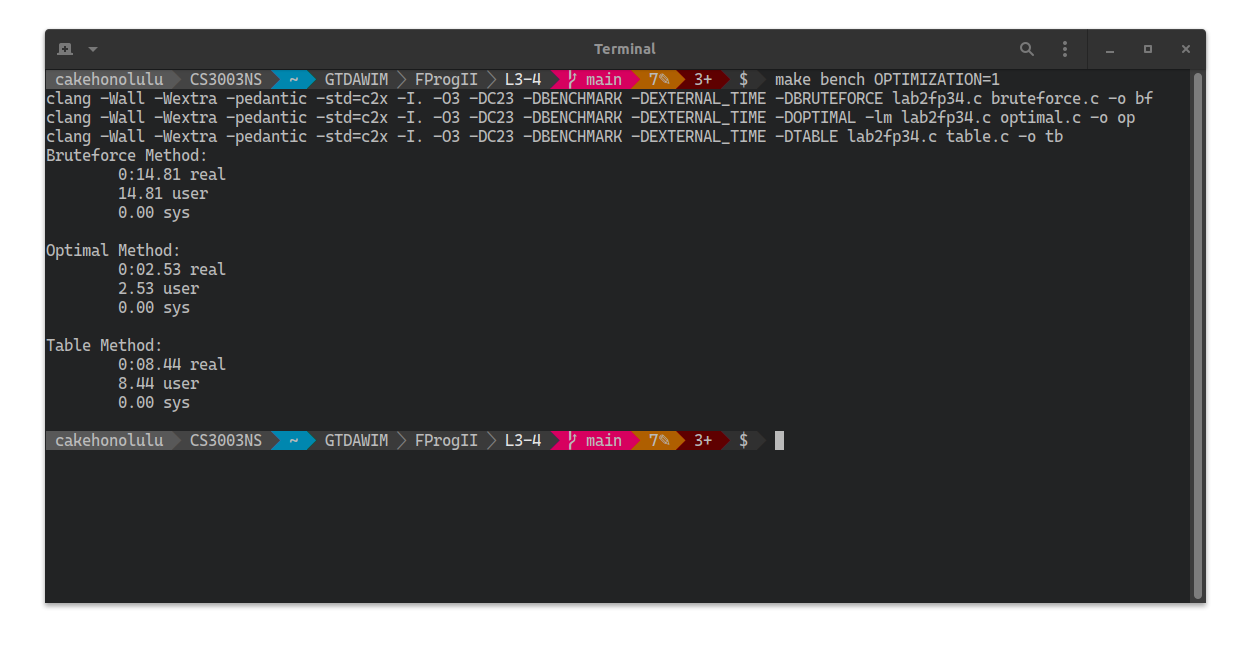 Terminal
cakehonolulu CS3003NS ~ GTDAWIM FProgII L3-4 main 7✎ 3+ $ make bench OPTIMIZATION=1
clang -Wall -Wextra -pedantic -std=c2x -I. -O3 -DC23 -DBENCHMARK -DEXTERNAL_TIME -DBRUTEFORCE lab2fp34.c bruteforce.c -o bf
clang -Wall -Wextra -pedantic -std=c2x -I. -O3 -DC23 -DBENCHMARK -DEXTERNAL_TIME -DOPTIMAL -lm lab2fp34.c optimal.c -o op
clang -Wall -Wextra -pedantic -std=c2x -I. -O3 -DC23 -DBENCHMARK -DEXTERNAL_TIME -DTABLE lab2fp34.c table.c -o tb
Bruteforce Method:
0:14.81 real
14.81 user
0.00 sys
Optimal Method:
0:02.53 real
2.53 user
0.00 sys
Table Method:
0:08.44 real
8.44 user
0.00 sys
cakehonolulu CS3003NS ~ GTDAWIM FProgII L3-4 main 7✎ 3+ $